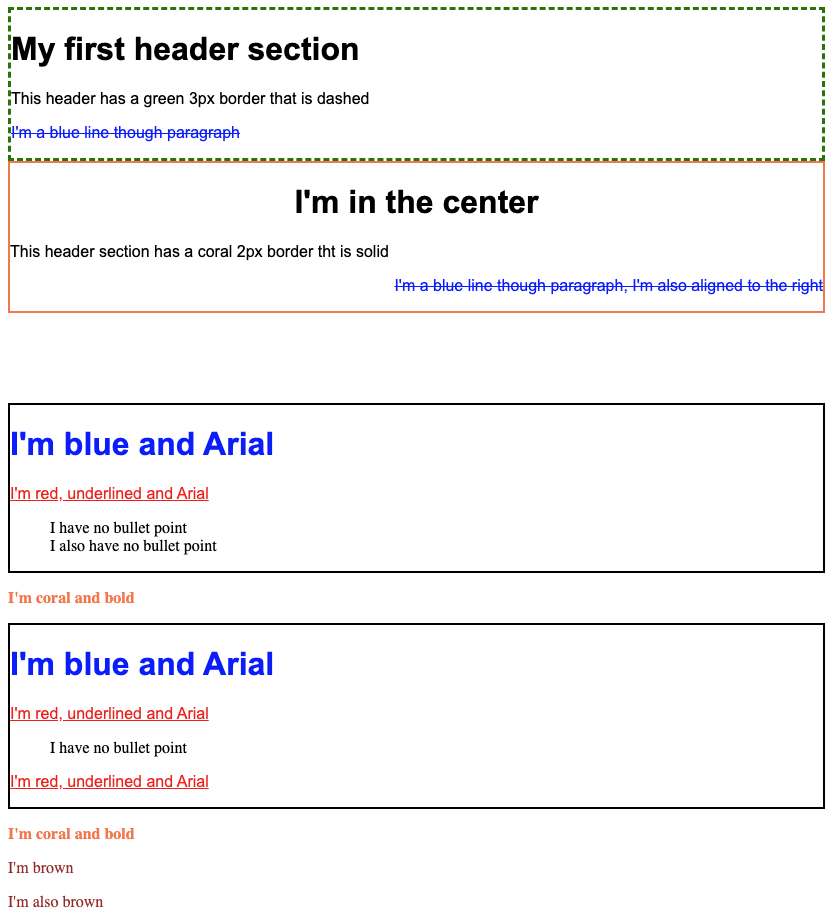 My first header section
This header has a green 3px border that is dashed
I'm a blue line though paragraph
I'm in the center
This header section has a coral 2px border tht is solid
I'm a blue line though paragraph, I'm also aligned to the right
I'm blue and Arial
I'm red, underlined and Arial
I have no bullet point
I also have no bullet point
I'm coral and bold
I'm blue and Arial
I'm red, underlined and Arial
I have no bullet point
I'm red, underlined and Arial
I'm coral and bold
I'm brown
I'm also brown